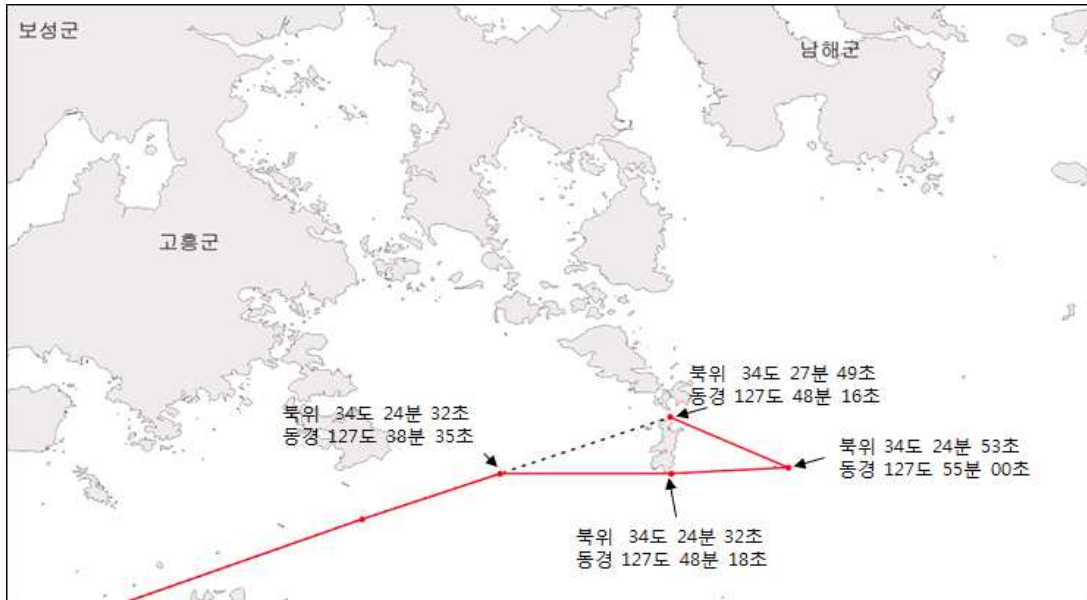 보성군
남해군
고흥군
북위 34도 27분 49초
동경 127도 48분 16초
북위 34도 24분 32초
동경 127도 38분 35초
북위 34도 24분 53초
동경 127도 55분 00초
북위 34도 24분 32초
동경 127도 48분 18초